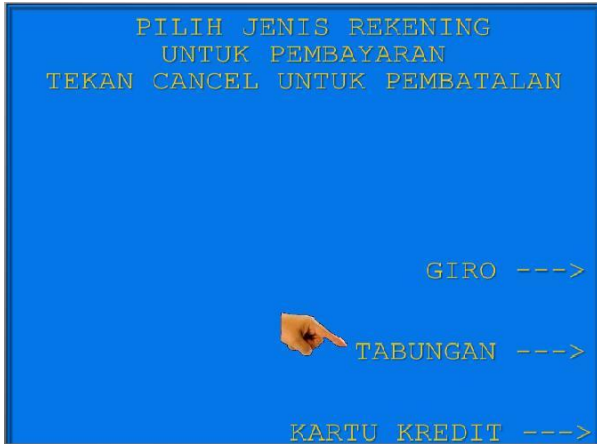 PILIH JENIS REKENING
UNTUK PEMBAYARAN
TEKAN CANCEL UNTUK PEMBATALAN
GIRO --->
TABUNGAN --->
KARTU KREDIT --->